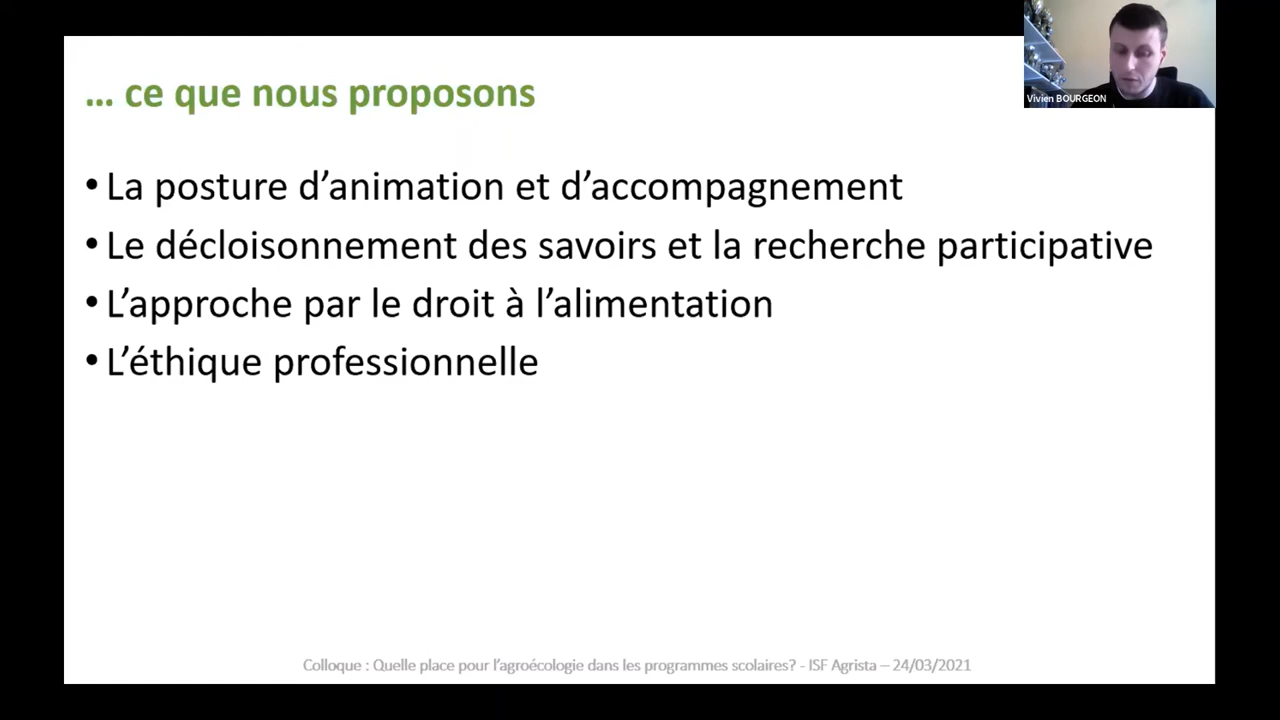 … ce que nous proposons
Vivien BOURGEON
• La posture d’animation et d’accompagnement
• Le décloisonnement des savoirs et la recherche participative
• L’approche par le droit à l’alimentation
• L’éthique professionnelle
Colloque : Quelle place pour l’agroécologie dans les programmes scolaires? - ISF Agrista – 24/03/2021